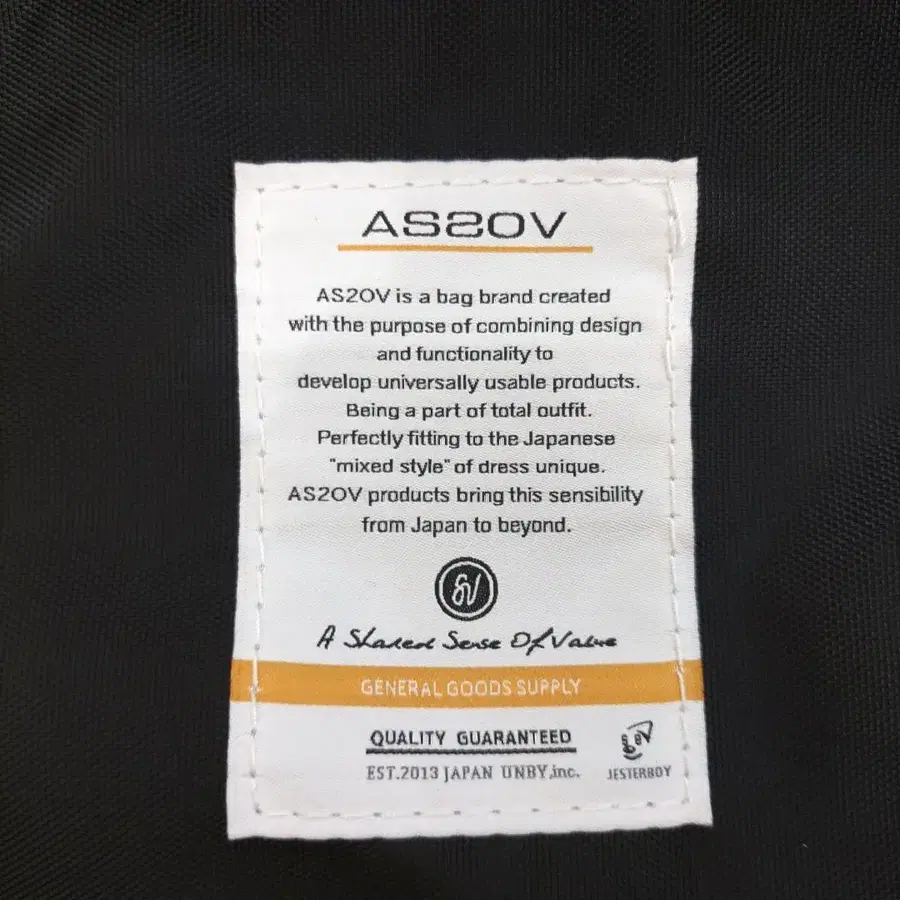 AS2OV
AS2OV is a bag brand created
with the purpose of combining design
and functionality to
develop universally usable products.
Being a part of total outfit.
Perfectly fitting to the Japanese
"mixed style" of dress unique.
AS2OV products bring this sensibility
from Japan to beyond.
A Shared Sense Of Value
GENERAL GOODS SUPPLY
QUALITY GUARANTEED
EST.2013 JAPAN UNBY,inc.
JESTERBOY